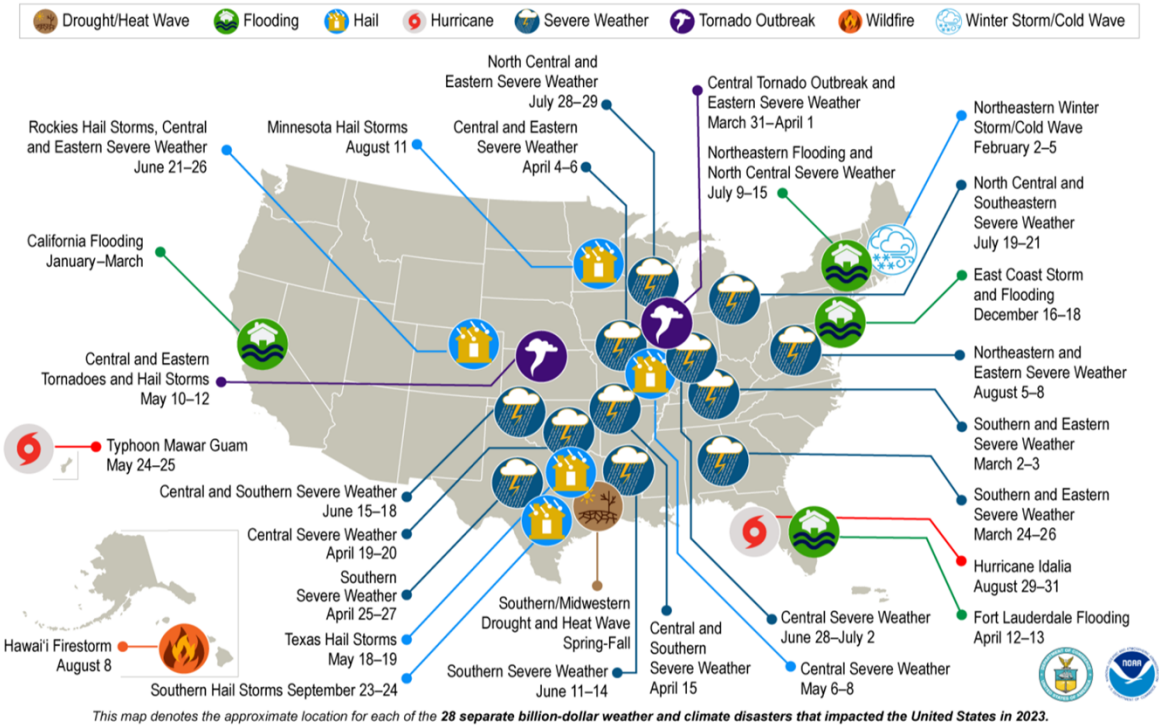 Drought/Heat Wave
Flooding
Hail
Hurricane
Severe Weather
Tornado Outbreak
Wildfire
Winter Storm/Cold Wave
North Central and
Eastern Severe Weather
July 28–29
Central Tornado Outbreak and
Eastern Severe Weather
March 31–April 1
Northeastern Winter
Storm/Cold Wave
February 2–5
Rockies Hail Storms, Central
and Eastern Severe Weather
June 21–26
Minnesota Hail Storms
August 11
Central and Eastern
Severe Weather
April 4–6
Northeastern Flooding and
North Central Severe Weather
July 9–15
North Central and
Southeastern
Severe Weather
July 19–21
California Flooding
January–March
East Coast Storm
and Flooding
December 16–18
Central and Eastern
Tornadoes and Hail Storms
May 10–12
Northeastern and
Eastern Severe Weather
August 5–8
Typhoon Mawar Guam
May 24–25
Southern and Eastern
Severe Weather
March 2–3
Central and Southern Severe Weather
June 15–18
Southern and Eastern
Severe Weather
March 24–26
Central Severe Weather
April 19–20
Hurricane Idalia
August 29–31
Southern
Severe Weather
April 25–27
Southern/Midwestern
Drought and Heat Wave
Spring-Fall
Central Severe Weather
June 28–July 2
Fort Lauderdale Flooding
April 12–13
Hawai‘i Firestorm
August 8
Texas Hail Storms
May 18–19
Central and
Southern
Severe Weather
April 15
Southern Severe Weather
June 11–14
Central Severe Weather
May 6–8
Southern Hail Storms September 23–24
NOAA
This map denotes the approximate location for each of the 28 separate billion-dollar weather and climate disasters that impacted the United States in 2023.